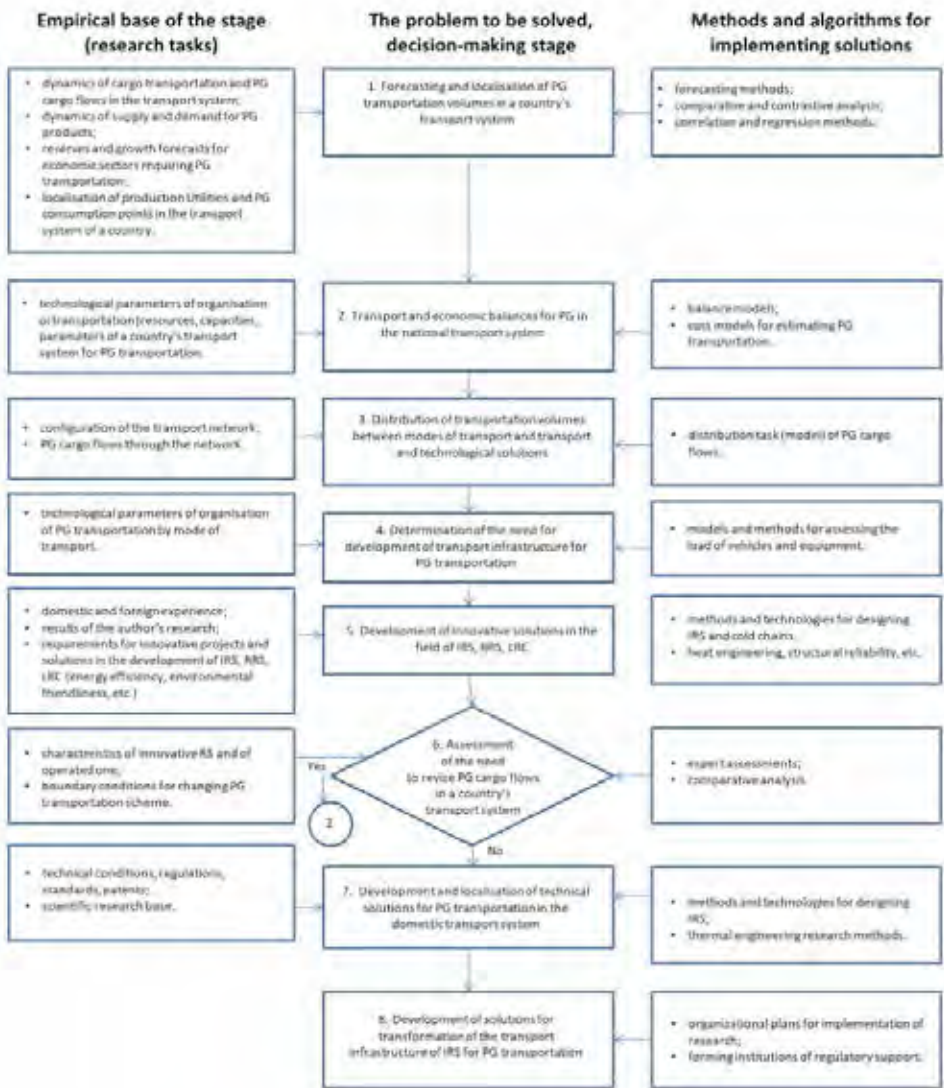 Empirical base of the stage
(research tasks)
The problem to be solved,
decision-making stage
Methods and algorithms for
implementing solutions
• dynamics of cargo transportation and PG
cargo flows in the transport system;
• dynamics of supply and demand for PG
products;
• reserves and growth forecasts for
economic sectors requiring PG
transportation;
• localisation of production Utilities and PG
consumption points in the transport
system of a country.
1. Forecasting and localisation of PG
transportation volumes in a country's
transport system
• forecasting methods;
• comparative and contrastive analysis;
• correlation and regression methods.
• technological parameters of organisation
or transportation (resources, capacities,
parameters of a country's transport
system for PG transportation.
2. Transport and economic balances for PG in
the national transport system
• balance models;
• cost models for estimating PG
transportation.
• configuration of the transport network;
• PG cargo flows through the network.
3. Distribution of transportation volumes
between modes of transport and transport
and technological solutions
• distribution task (model) of PG cargo
flows.
• technological parameters of organisation
of PG transportation by mode of
transport.
4. Determination of the need for
development of transport infrastructure for
PG transportation
• models and methods for assessing the
load of vehicles and equipment.
• domestic and foreign experience;
• results of the author's research;
• requirements for innovative projects and
solutions in the development of IRS, RRS,
LRC (energy efficiency, environmental
friendliness, etc.)
5. Development of innovative solutions in the
field of IRS, RRS, LRC
• methods and technologies for designing
IRS and cold chains.
• heat engineering, structural reliability, etc.
• characteristics of innovative RS and of
operated one;
• boundary conditions for changing PG
transportation scheme.
Yes
2
6. Assessment
of the need
to revise PG cargo flows
in a country's
transport system
No
• expert assessments;
• comparative analysis.
• technical conditions, regulations,
standards, patents;
• scientific research base.
7. Development and localisation of technical
solutions for PG transportation in the
domestic transport system
• methods and technologies for designing
IRS;
• thermal engineering research methods.
8. Development of solutions for
transformation of the transport
infrastructure of IRS for PG transportation
• organizational plans for implementation of
research;
• forming institutions of regulatory support.